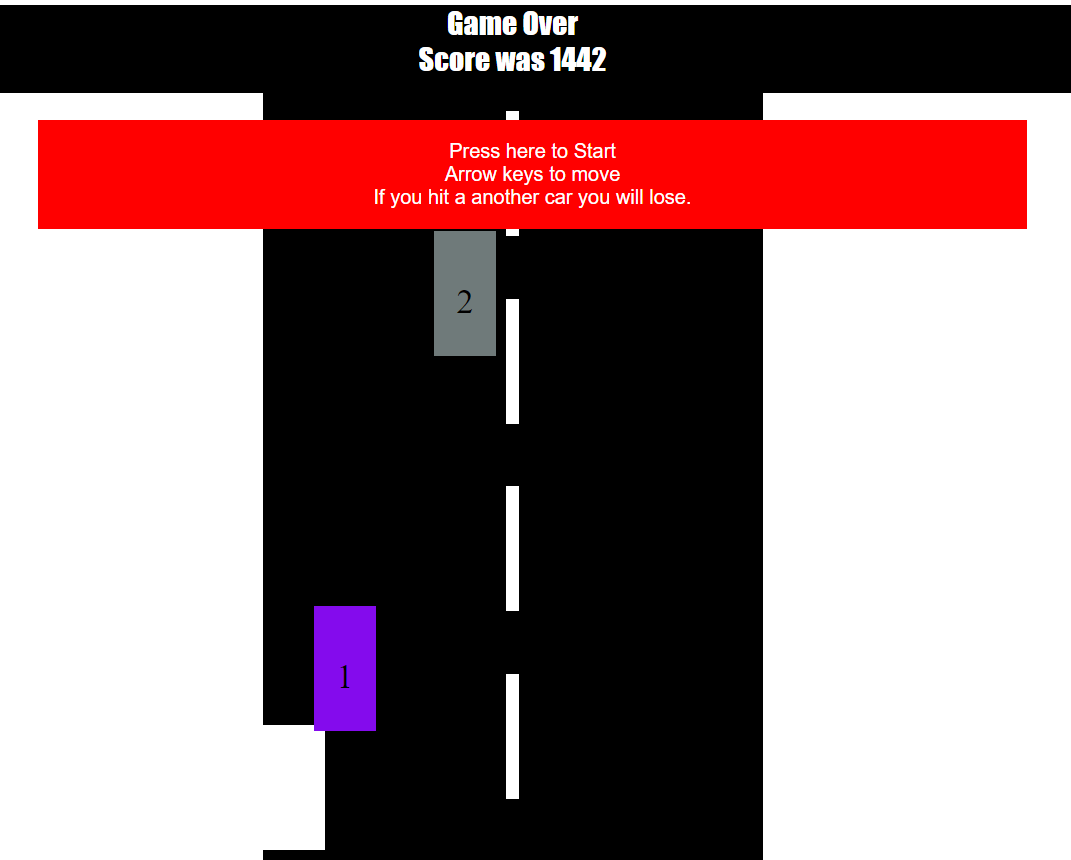 Game Over
Score was 1442
Press here to Start
Arrow keys to move
If you hit a another car you will lose.
2
1